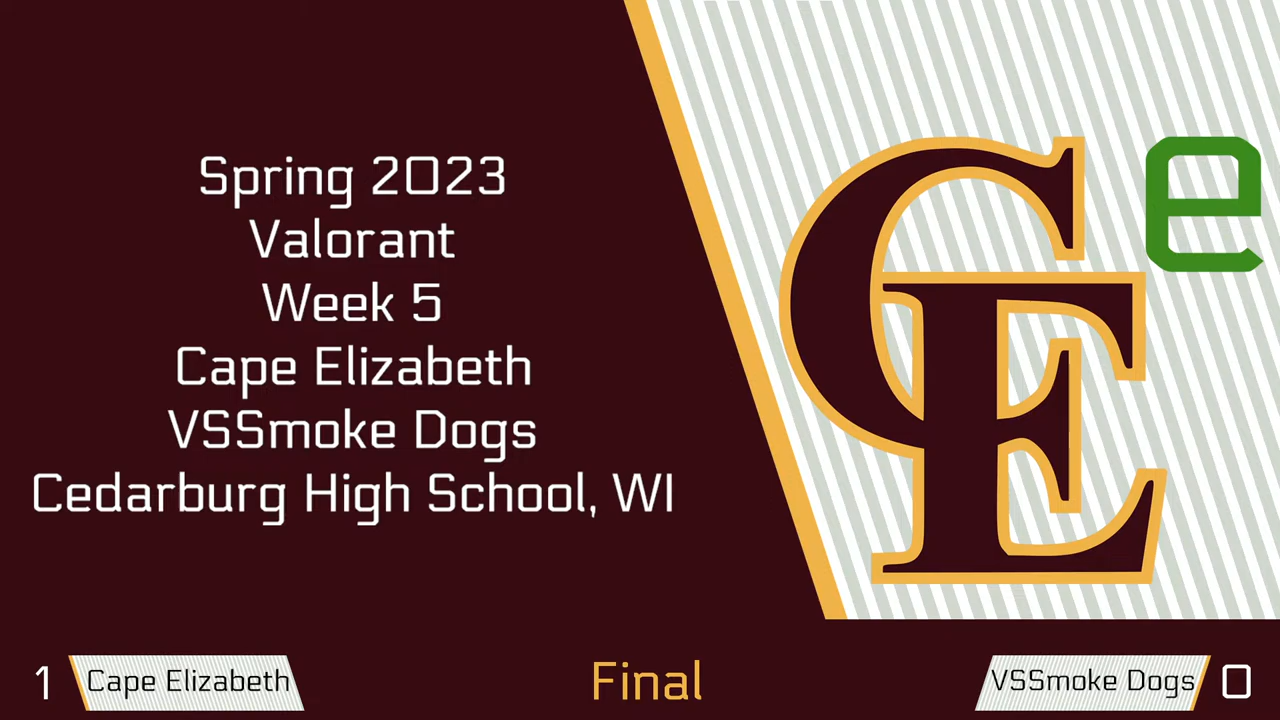 Spring 2023
Valorant
Week 5
Cape Elizabeth
VSSmoke Dogs
Cedarburg High School, WI
CE e
1 Cape Elizabeth Final VSSmoke Dogs 0